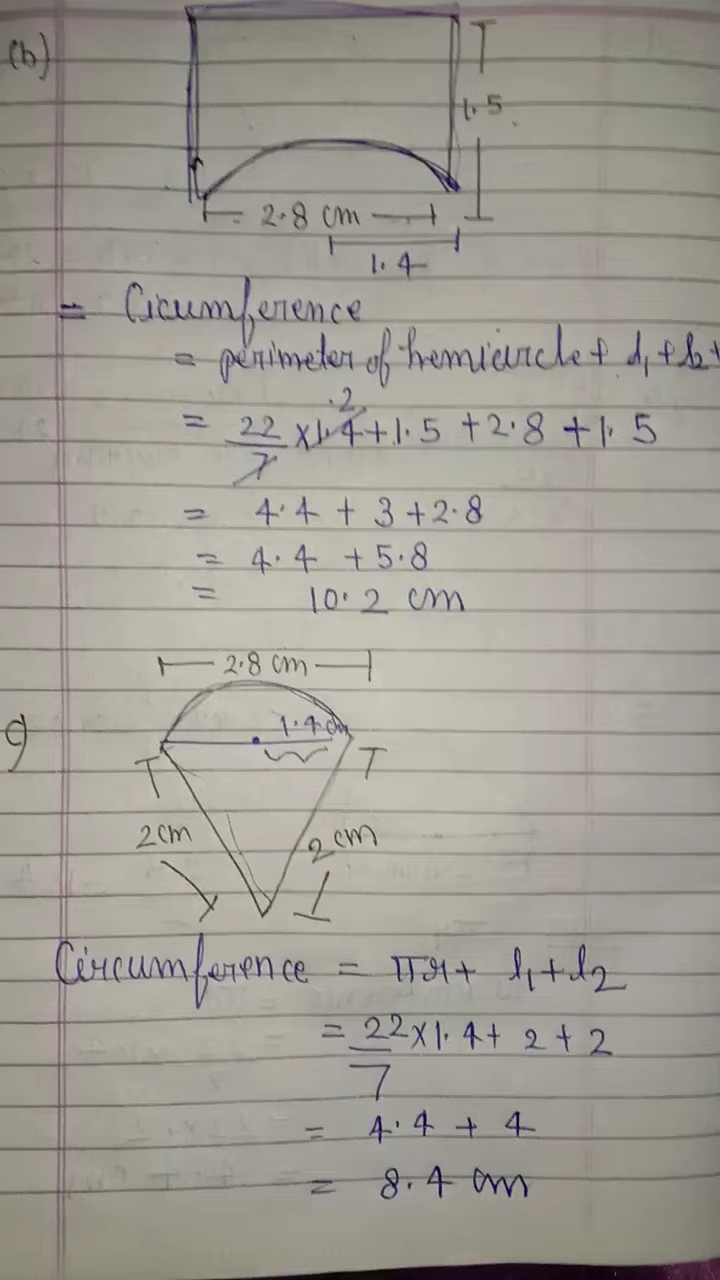 (b)
1.5
2.8 cm
1.4
= Cicumference
= perimeter of hemicircle + l₁ + l₂ +
= 22/7 × 1.4 + 1.5 + 2.8 + 1.5
.2
= 4.4 + 3 + 2.8
= 4.4 + 5.8
= 10.2 cm
2.8 cm
c)
1.4 cm
2cm
2cm
Circumference = πr + l₁ + l₂
= 22/7 × 1.4 + 2 + 2
= 4.4 + 4
= 8.4 cm